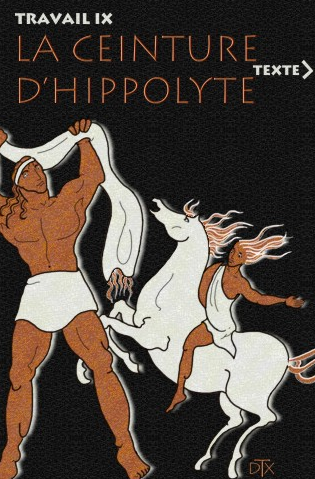 TRAVAIL IX
LA CEINTURE
D'HIPPOLYTE
TEXTE>
DTX